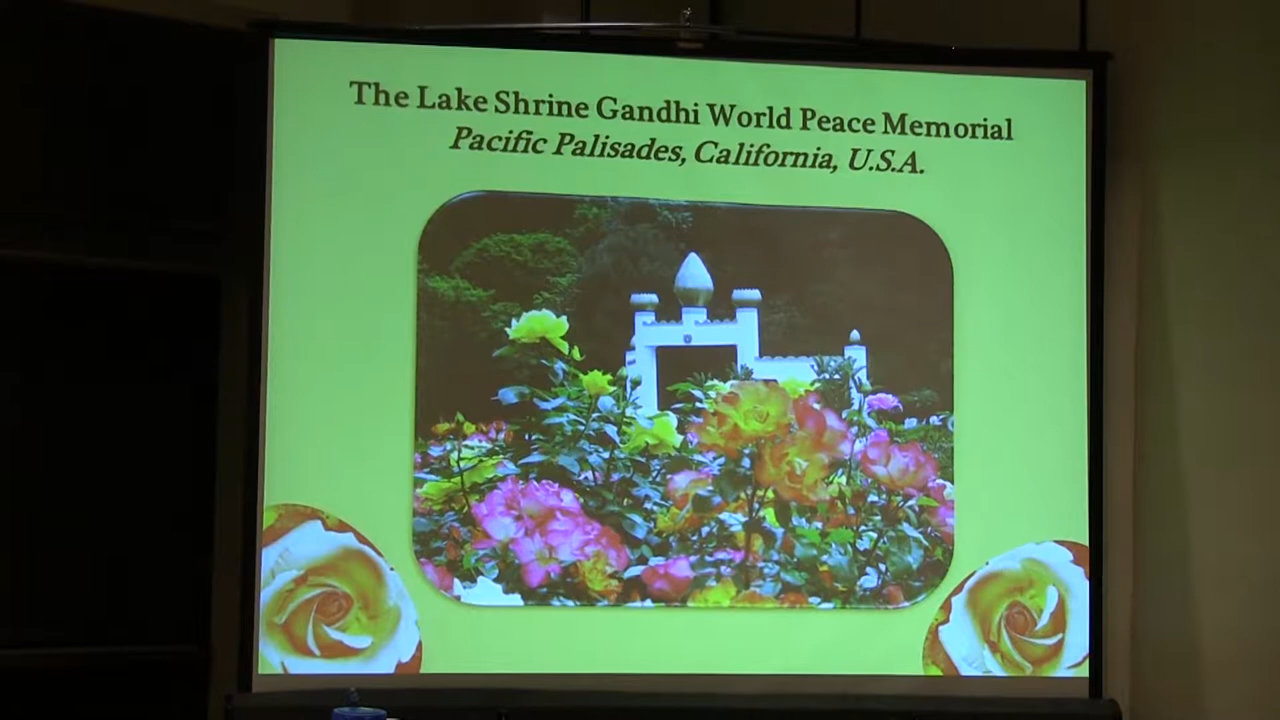 The Lake Shrine Gandhi World Peace Memorial
Pacific Palisades, California, U.S.A.